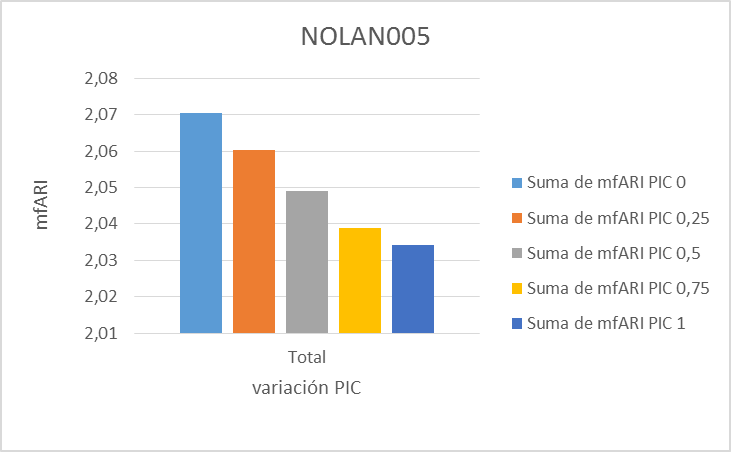 NOLAN005
mfARI
2,08
2,07
2,06
2,05
2,04
2,03
2,02
2,01
Total
variación PIC
Suma de mfARI PIC 0
Suma de mfARI PIC 0,25
Suma de mfARI PIC 0,5
Suma de mfARI PIC 0,75
Suma de mfARI PIC 1